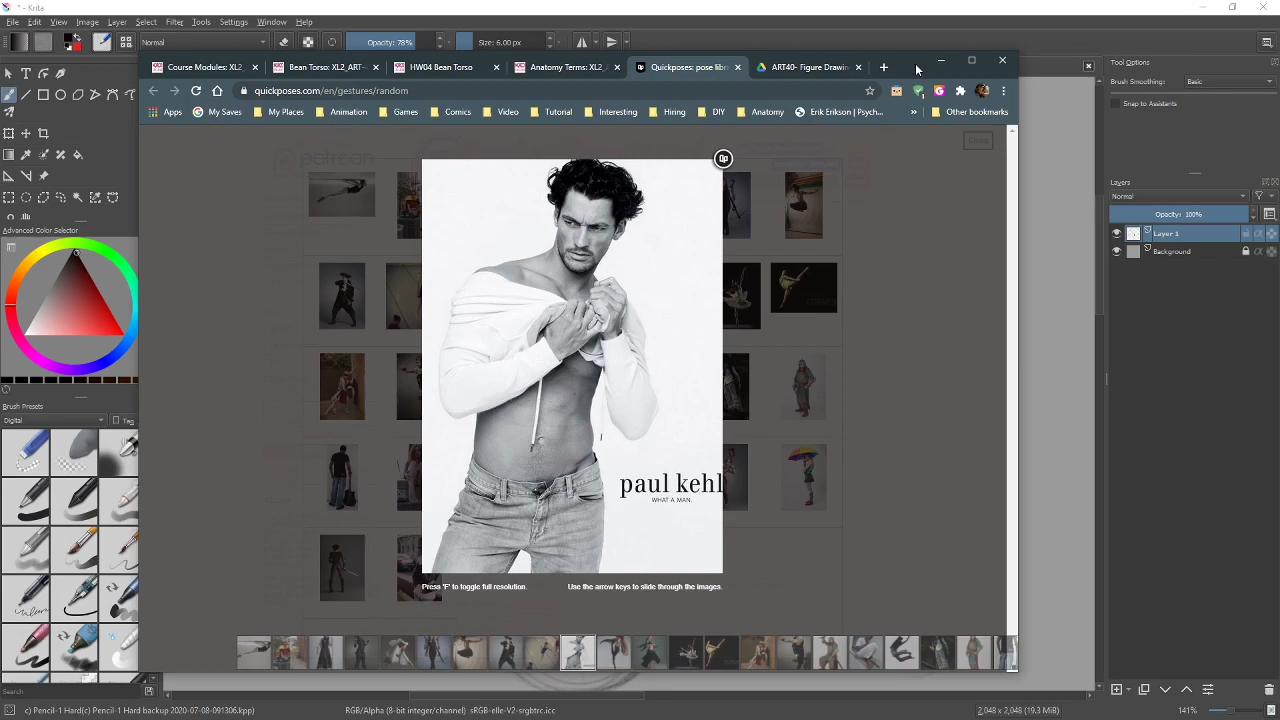 * - Krita
File Edit View Image Layer Select Filter Tools Settings Window Help
Normal Opacity: 78% Size: 6.00 px
Course Modules: XL2_ Bean Torso: XL2_ART- HW04 Bean Torso Anatomy Terms: XL2_ Quickposes: pose libr ART40- Figure Drawin
quickposes.com/en/gestures/random
Apps My Saves My Places Animation Games Comics Video Tutorial Interesting Hiring DIY Anatomy Erik Erikson | Psych... » Other bookmarks
Tool Options
Brush Smoothing: Basic
Snap to Assistants
patreon
Close
Layers
Normal
Opacity: 100%
Layer 1
Background
Advanced Color Selector
Brush Presets
Digital Tag
paul kehl
WHAT A MAN.
Press 'F' to toggle full resolution. Use the arrow keys to slide through the images.
Search
c) Pencil-1 Hard(c) Pencil-1 Hard backup 2020-07-08-091306.kpp) RGB/Alpha (8-bit integer/channel) sRGB-elle-V2-srgbtrc.icc 2,048 x 2,048 (19.3 MiB) 141%